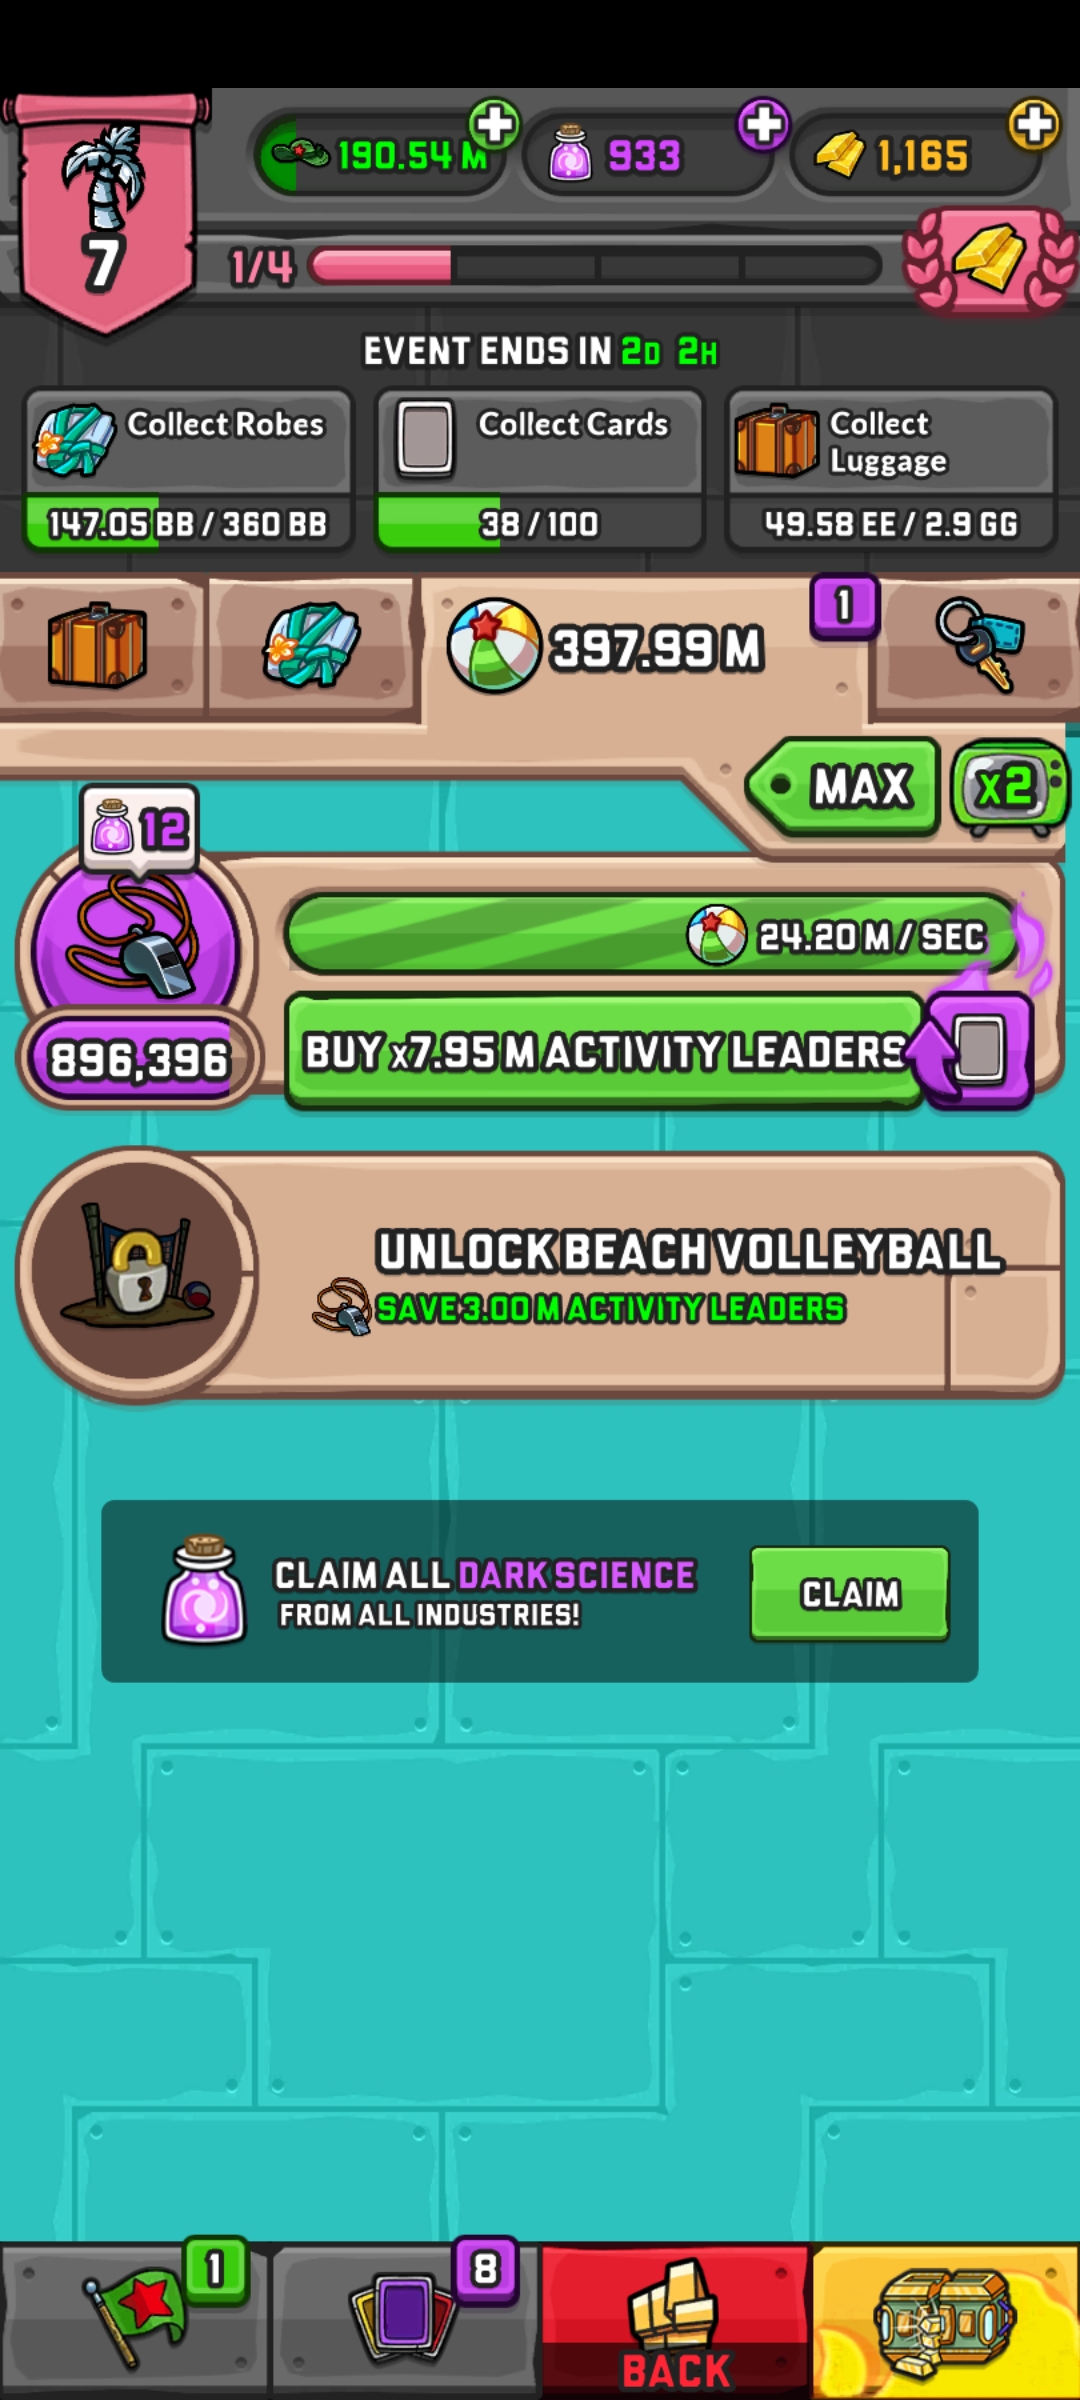 190.54 M
933
1,165
7
1/4
EVENT ENDS IN 2D 2H
Collect Robes
147.05 BB / 360 BB
Collect Cards
38 / 100
Collect
Luggage
49.58 EE / 2.9 GG
397.99 M
1
MAX
x2
12
24.20 M / SEC
896,396
BUY x7.95 M ACTIVITY LEADERS
UNLOCK BEACH VOLLEYBALL
SAVE 3.00 M ACTIVITY LEADERS
CLAIM ALL DARK SCIENCE
FROM ALL INDUSTRIES!
CLAIM
1
8
BACK